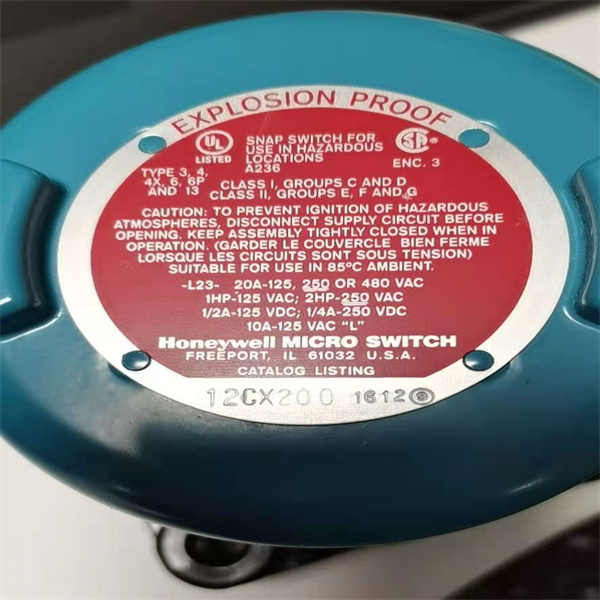 EXPLOSION PROOF
UL
LISTED
SNAP SWITCH FOR
USE IN HAZARDOUS
LOCATIONS
A236
SA
ENC. 3
TYPE 3, 4,
4X, 6, 6P
AND 13
CLASS I, GROUPS C AND D
CLASS II, GROUPS E, F AND G
CAUTION: TO PREVENT IGNITION OF HAZARDOUS
ATMOSPHERES, DISCONNECT SUPPLY CIRCUIT BEFORE
OPENING. KEEP ASSEMBLY TIGHTLY CLOSED WHEN IN
OPERATION. (GARDER LE COUVERCLE BIEN FERME
LORSQUE LES CIRCUITS SONT SOUS TENSION)
SUITABLE FOR USE IN 85ºC AMBIENT.
-L23- 20A-125, 250 OR 480 VAC
1HP-125 VAC; 2HP-250 VAC
1/2A-125 VDC; 1/4A-250 VDC
10A-125 VAC "L"
Honeywell MICRO SWITCH
FREEPORT, IL 61032 U.S.A.
CATALOG LISTING
12CX200 1612